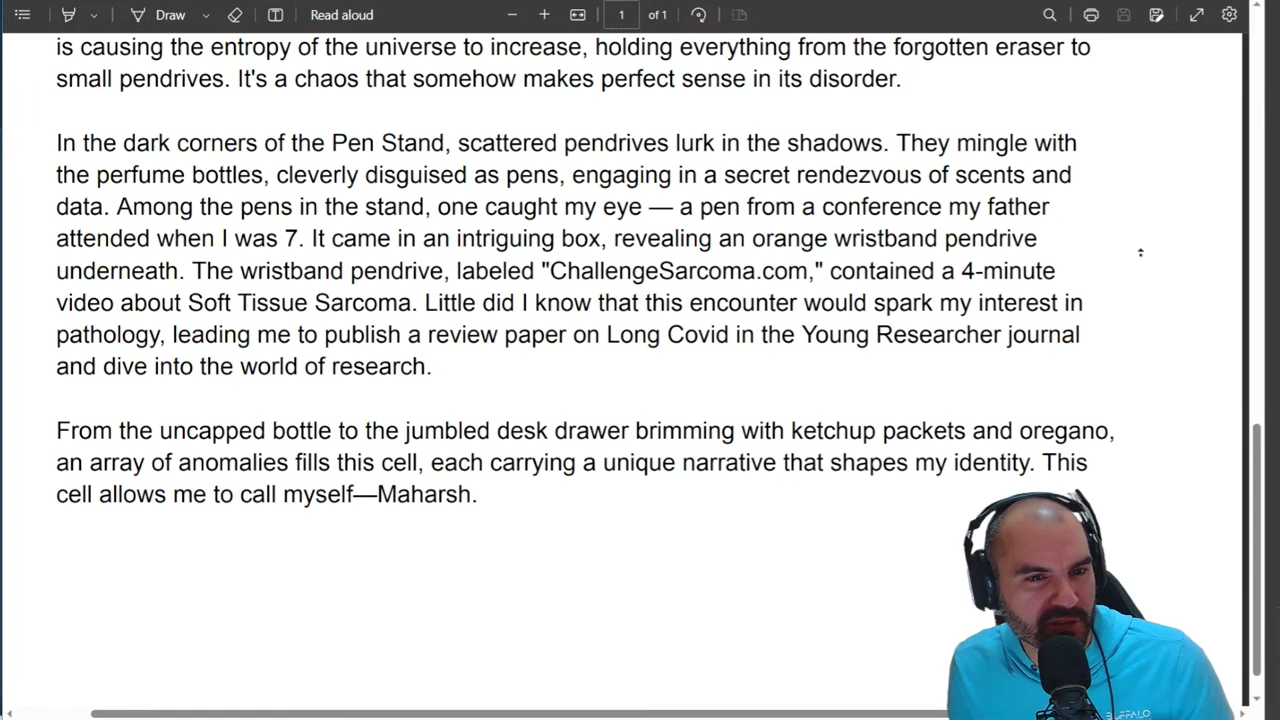 Draw
Read aloud
1
of 1
is causing the entropy of the universe to increase, holding everything from the forgotten eraser to
small pendrives. It's a chaos that somehow makes perfect sense in its disorder.
In the dark corners of the Pen Stand, scattered pendrives lurk in the shadows. They mingle with
the perfume bottles, cleverly disguised as pens, engaging in a secret rendezvous of scents and
data. Among the pens in the stand, one caught my eye — a pen from a conference my father
attended when I was 7. It came in an intriguing box, revealing an orange wristband pendrive
underneath. The wristband pendrive, labeled "ChallengeSarcoma.com," contained a 4-minute
video about Soft Tissue Sarcoma. Little did I know that this encounter would spark my interest in
pathology, leading me to publish a review paper on Long Covid in the Young Researcher journal
and dive into the world of research.
From the uncapped bottle to the jumbled desk drawer brimming with ketchup packets and oregano,
an array of anomalies fills this cell, each carrying a unique narrative that shapes my identity. This
cell allows me to call myself—Maharsh.
BUFFALO